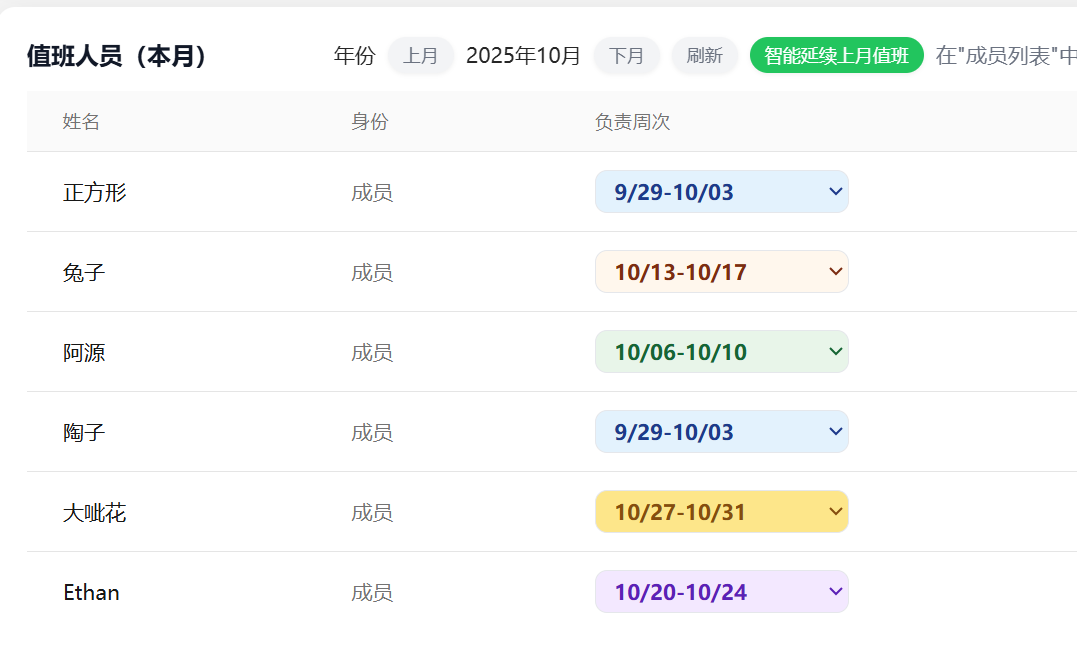 值班人员（本月） 年份 上月 2025年10月 下月 刷新 智能延续上月值班 在"成员列表"中
姓名 身份 负责周次
正方形 成员 9/29-10/03
兔子 成员 10/13-10/17
阿源 成员 10/06-10/10
陶子 成员 9/29-10/03
大呲花 成员 10/27-10/31
Ethan 成员 10/20-10/24